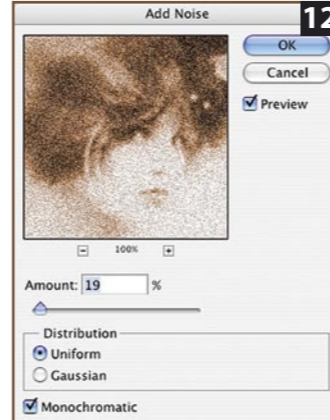 Add Noise
12
OK
Cancel
Preview
100%
Amount: 19 %
Distribution
Uniform
Gaussian
Monochromatic